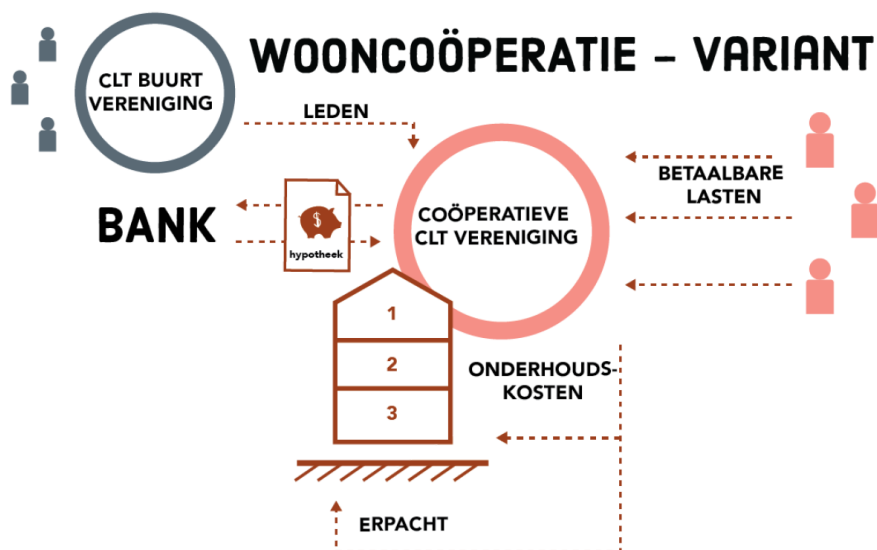 WOONCOÖPERATIE – VARIANT
CLT BUURT
VERENIGING
LEDEN
BETAALBARE
LASTEN
BANK
$
hypotheek
COÖPERATIEVE
CLT VERENIGING
1
2
3
ONDERHOUDS-
KOSTEN
ERPACHT